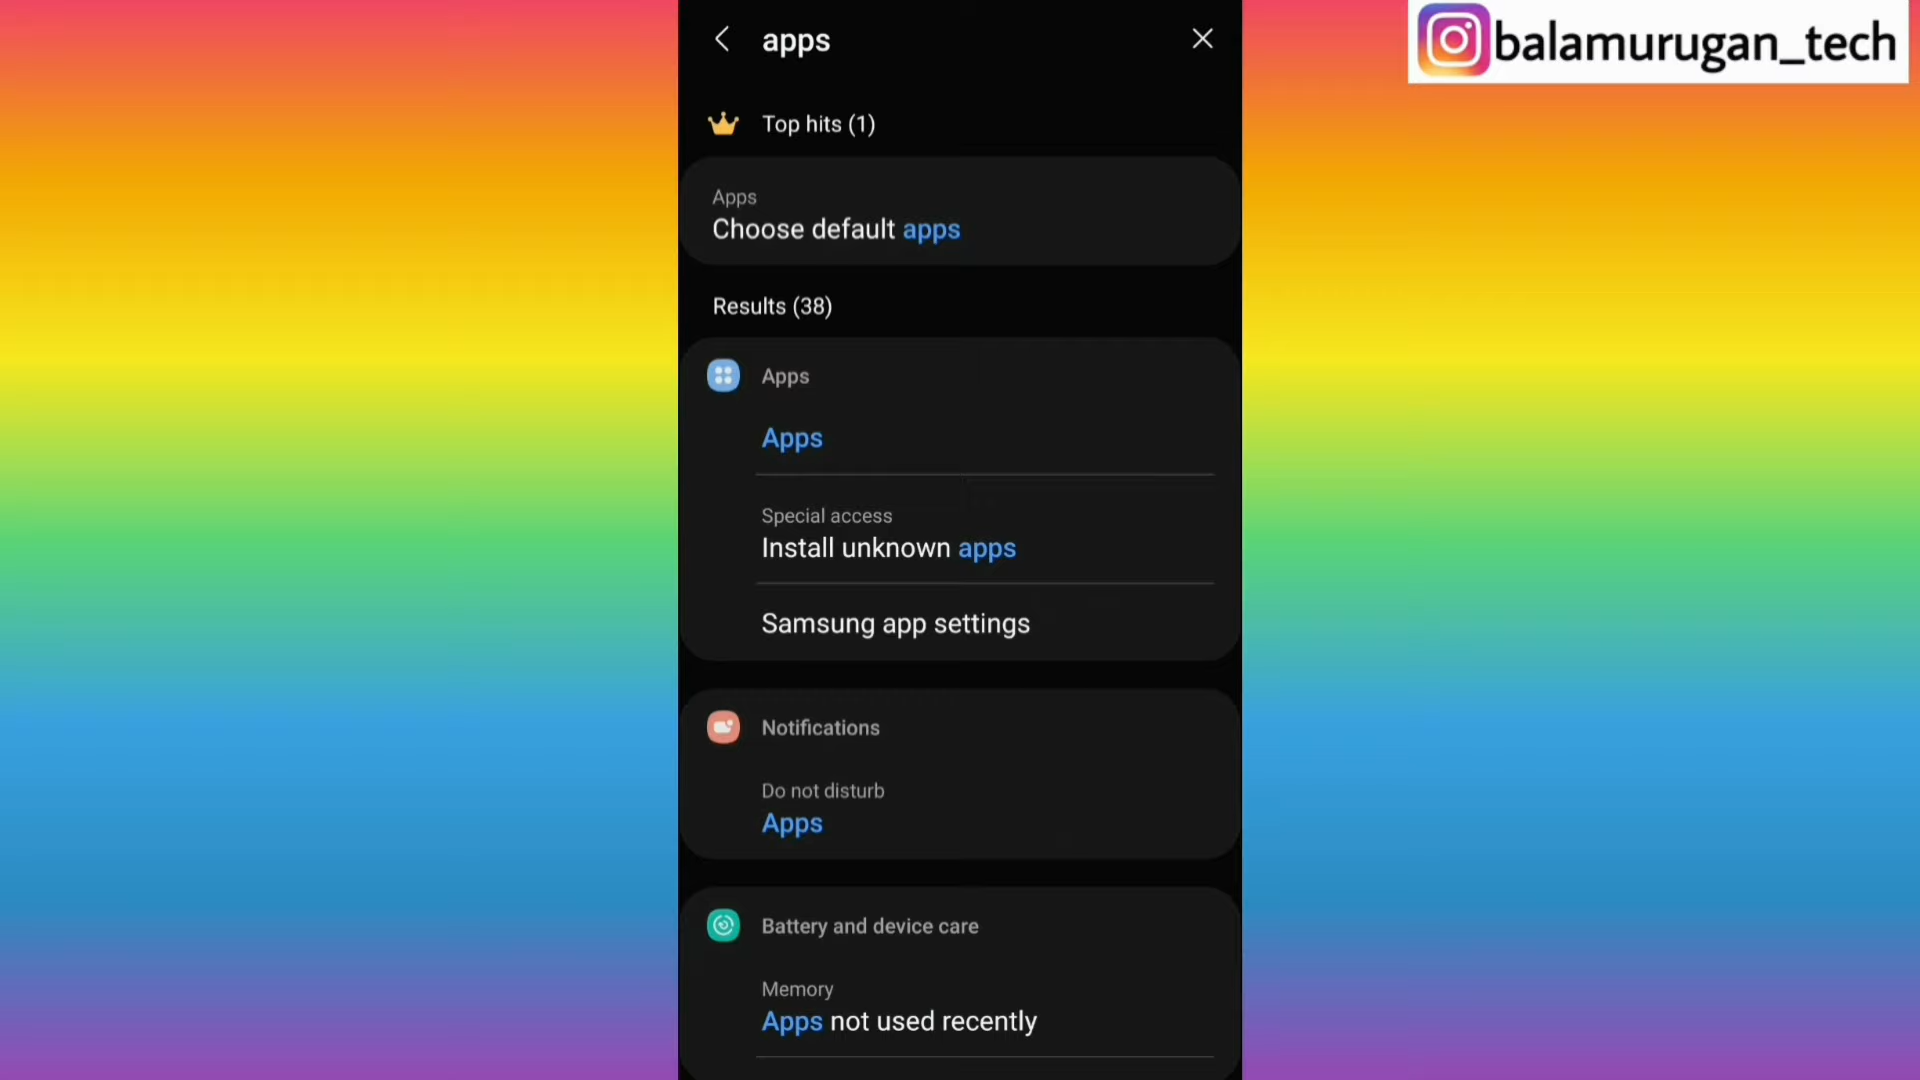 balamurugan_tech
apps
Top hits (1)
Apps
Choose default apps
Results (38)
Apps
Apps
Special access
Install unknown apps
Samsung app settings
Notifications
Do not disturb
Apps
Battery and device care
Memory
Apps not used recently